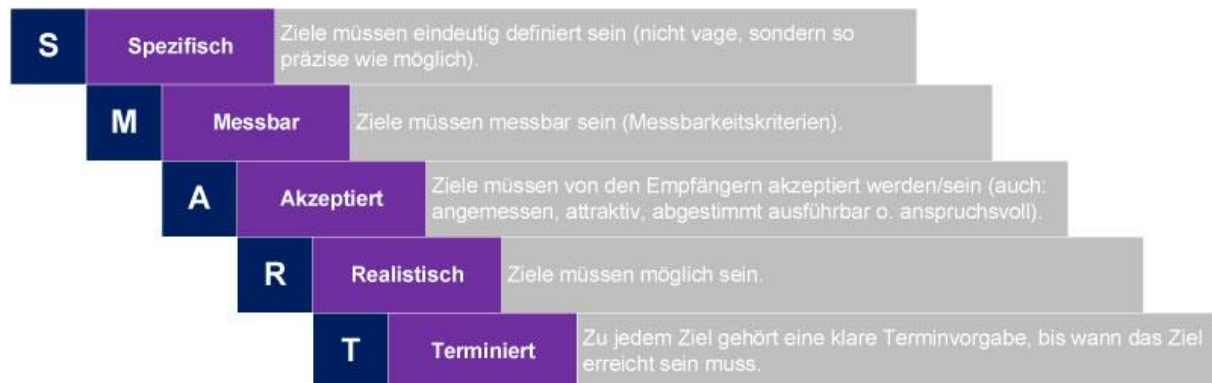 S Spezifisch Ziele müssen eindeutig definiert sein (nicht vage, sondern so
präzise wie möglich).
M Messbar Ziele müssen messbar sein (Messbarkeitskriterien).
A Akzeptiert Ziele müssen von den Empfängern akzeptiert werden/sein (auch:
angemessen, attraktiv, abgestimmt ausführbar o. anspruchsvoll).
R Realistisch Ziele müssen möglich sein.
T Terminiert Zu jedem Ziel gehört eine klare Terminvorgabe, bis wann das Ziel
erreicht sein muss.